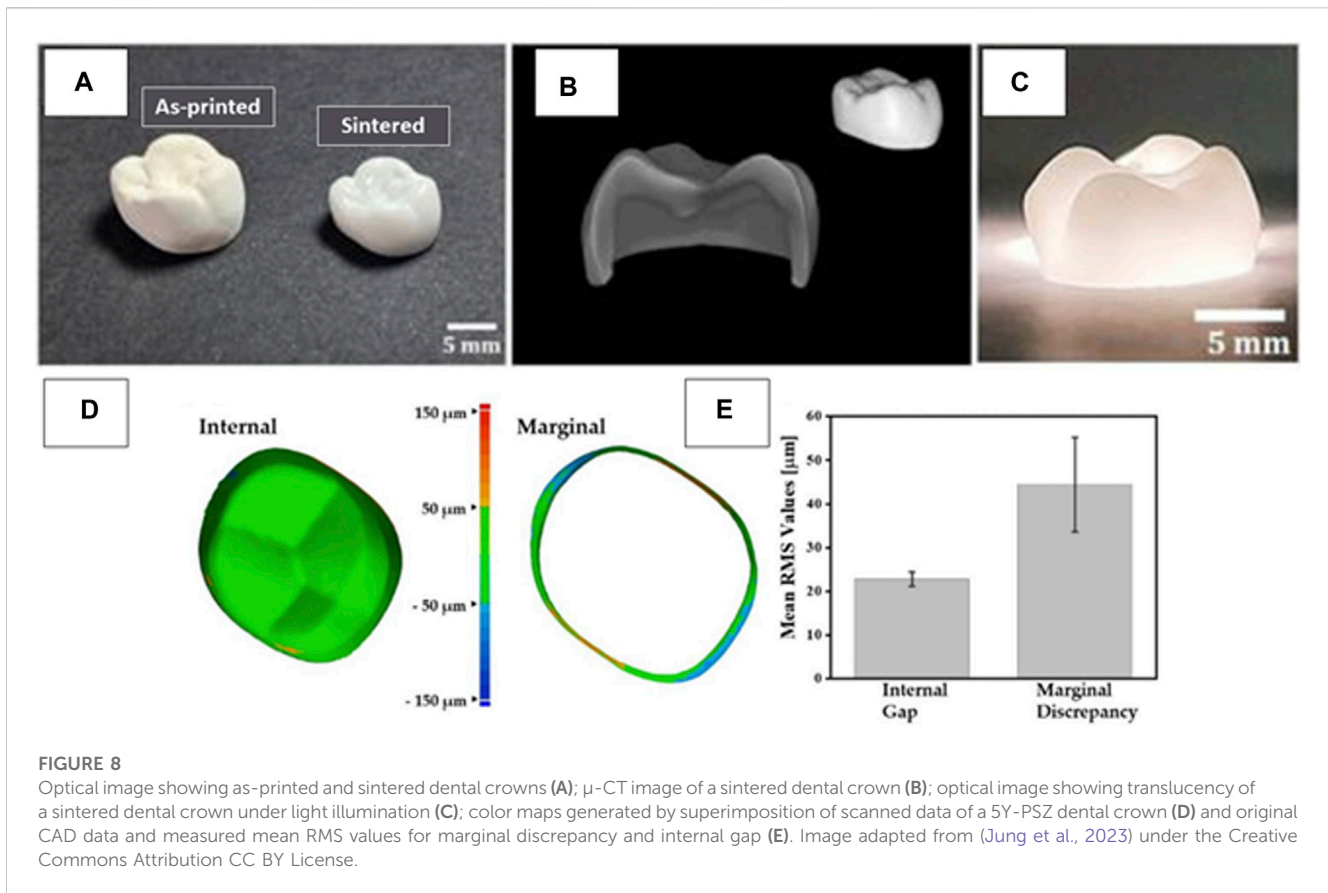 A
As-printed
Sintered
5 mm
B
C
5 mm
D
Internal
150 μm
50 μm
- 50 μm
- 150 μm
Marginal
E
Mean RMS Values [μm]
60
50
40
30
20
10
0
Internal
Gap
Marginal
Discrepancy
FIGURE 8
Optical image showing as-printed and sintered dental crowns (A); μ-CT image of a sintered dental crown (B); optical image showing translucency of
a sintered dental crown under light illumination (C); color maps generated by superimposition of scanned data of a 5Y-PSZ dental crown (D) and original
CAD data and measured mean RMS values for marginal discrepancy and internal gap (E). Image adapted from (Jung et al., 2023) under the Creative
Commons Attribution CC BY License.